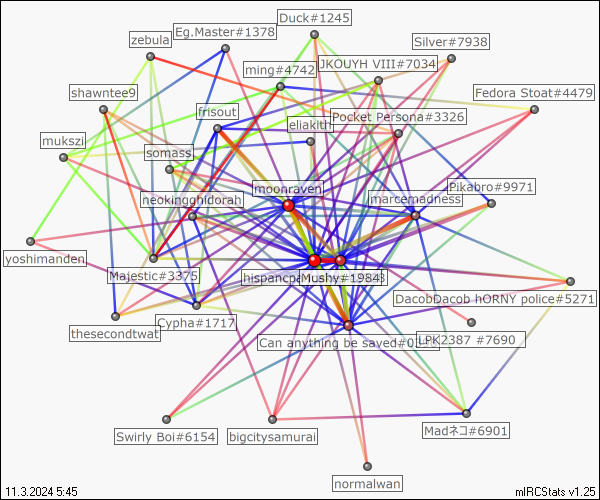 Duck#1245
Eg.Master#1378
zebula
Silver#7938
JKOUYH VIII#7034
ming#4742
shawntee9
Fedora Stoat#4479
frisout
Pocket Persona#3326
eliakith
mukszi
somass
moonraven
Pikabro#9971
neokingghidorah
marcemadness
yoshimanden
Majestic#3375
Mushy#1984
DacobDacob hORNY police#5271
thesecondtwat
Cypha#1717
Can anything be saved
LPK2387 #7690
Swirly Boi#6154
bigcitysamurai
Madネコ#6901
normalwan
11.3.2024 5:45
mIRCStats v1.25